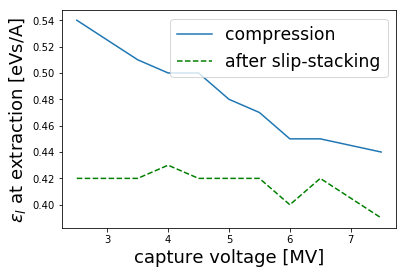 compression
after slip-stacking
0.54
0.52
0.50
0.48
0.46
0.44
0.42
0.40
εl at extraction [eVs/A]
3 4 5 6 7
capture voltage [MV]